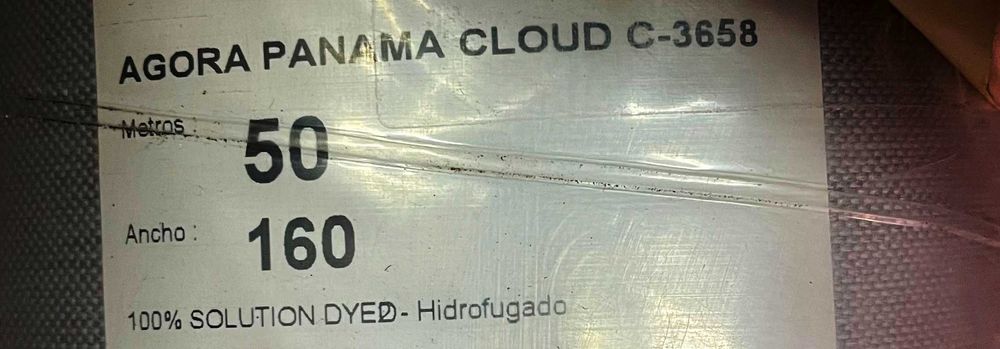 AGORA PANAMA CLOUD C-3658
Metros : 50
Ancho : 160
100% SOLUTION DYED - Hidrofugado